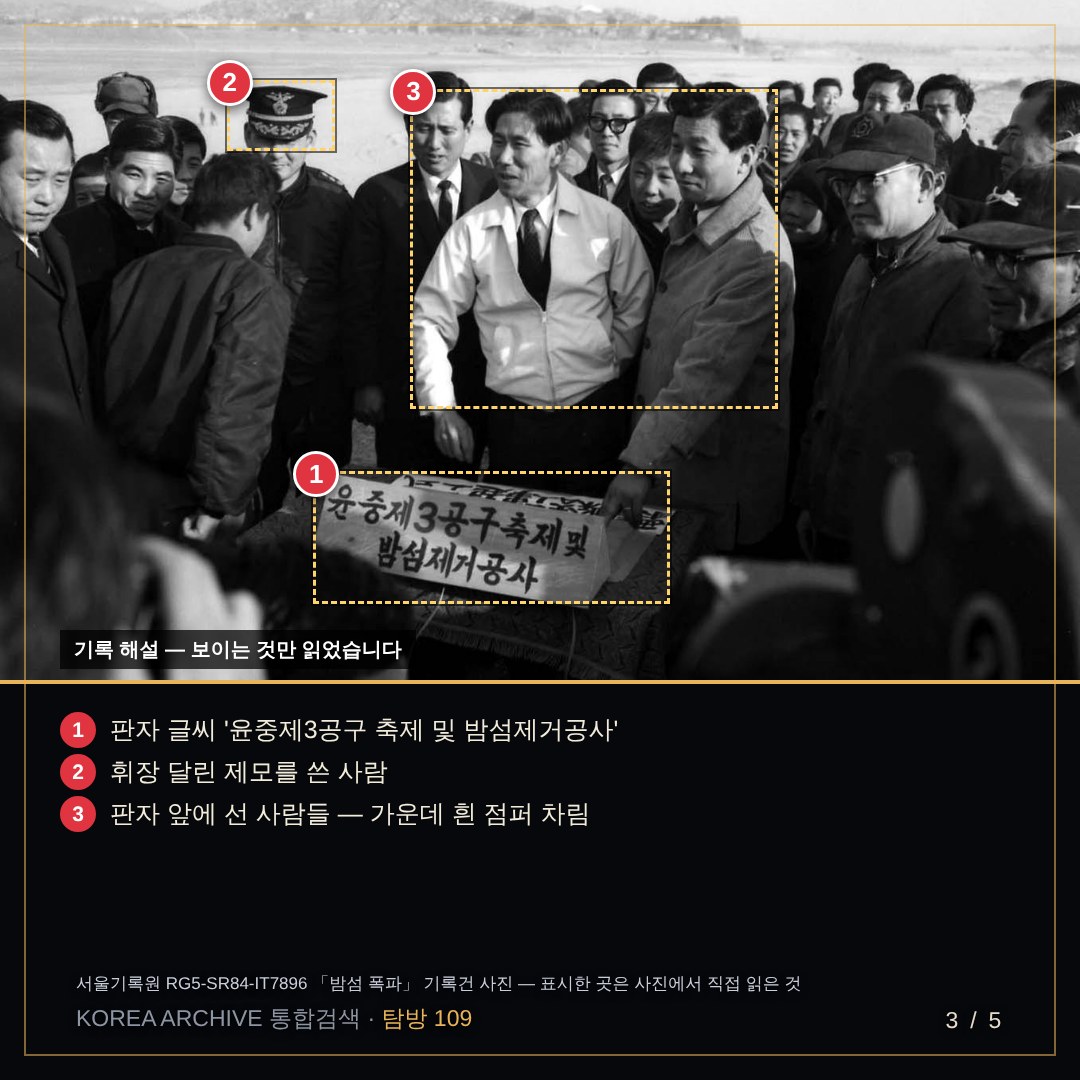 2
3
1
윤중제3공구축제및
밤섬제거공사
기록 해설 — 보이는 것만 읽었습니다
1 판자 글씨 '윤중제3공구 축제 및 밤섬제거공사'
2 휘장 달린 제모를 쓴 사람
3 판자 앞에 선 사람들 — 가운데 흰 점퍼 차림
서울기록원 RG5-SR84-IT7896 「밤섬 폭파」 기록건 사진 — 표시한 곳은 사진에서 직접 읽은 것
KOREA ARCHIVE 통합검색 · 탐방 109
3 / 5